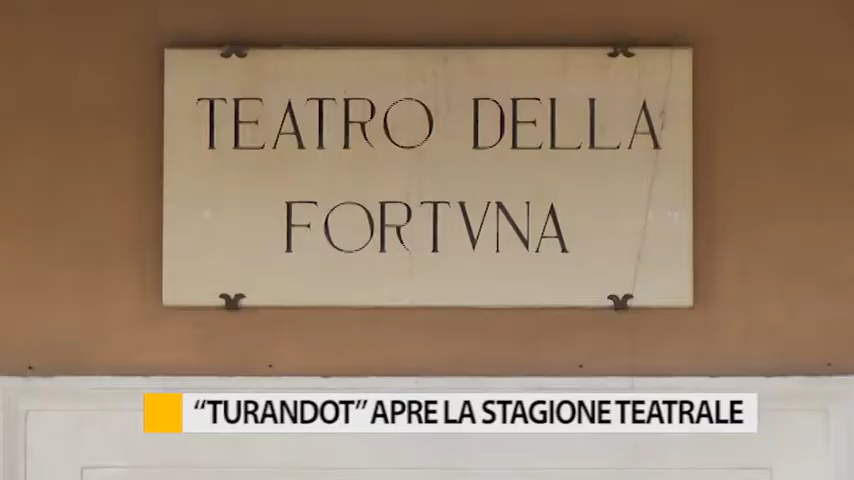 TEATRO DELLA
FORTVNA
“TURANDOT” APRE LA STAGIONE TEATRALE